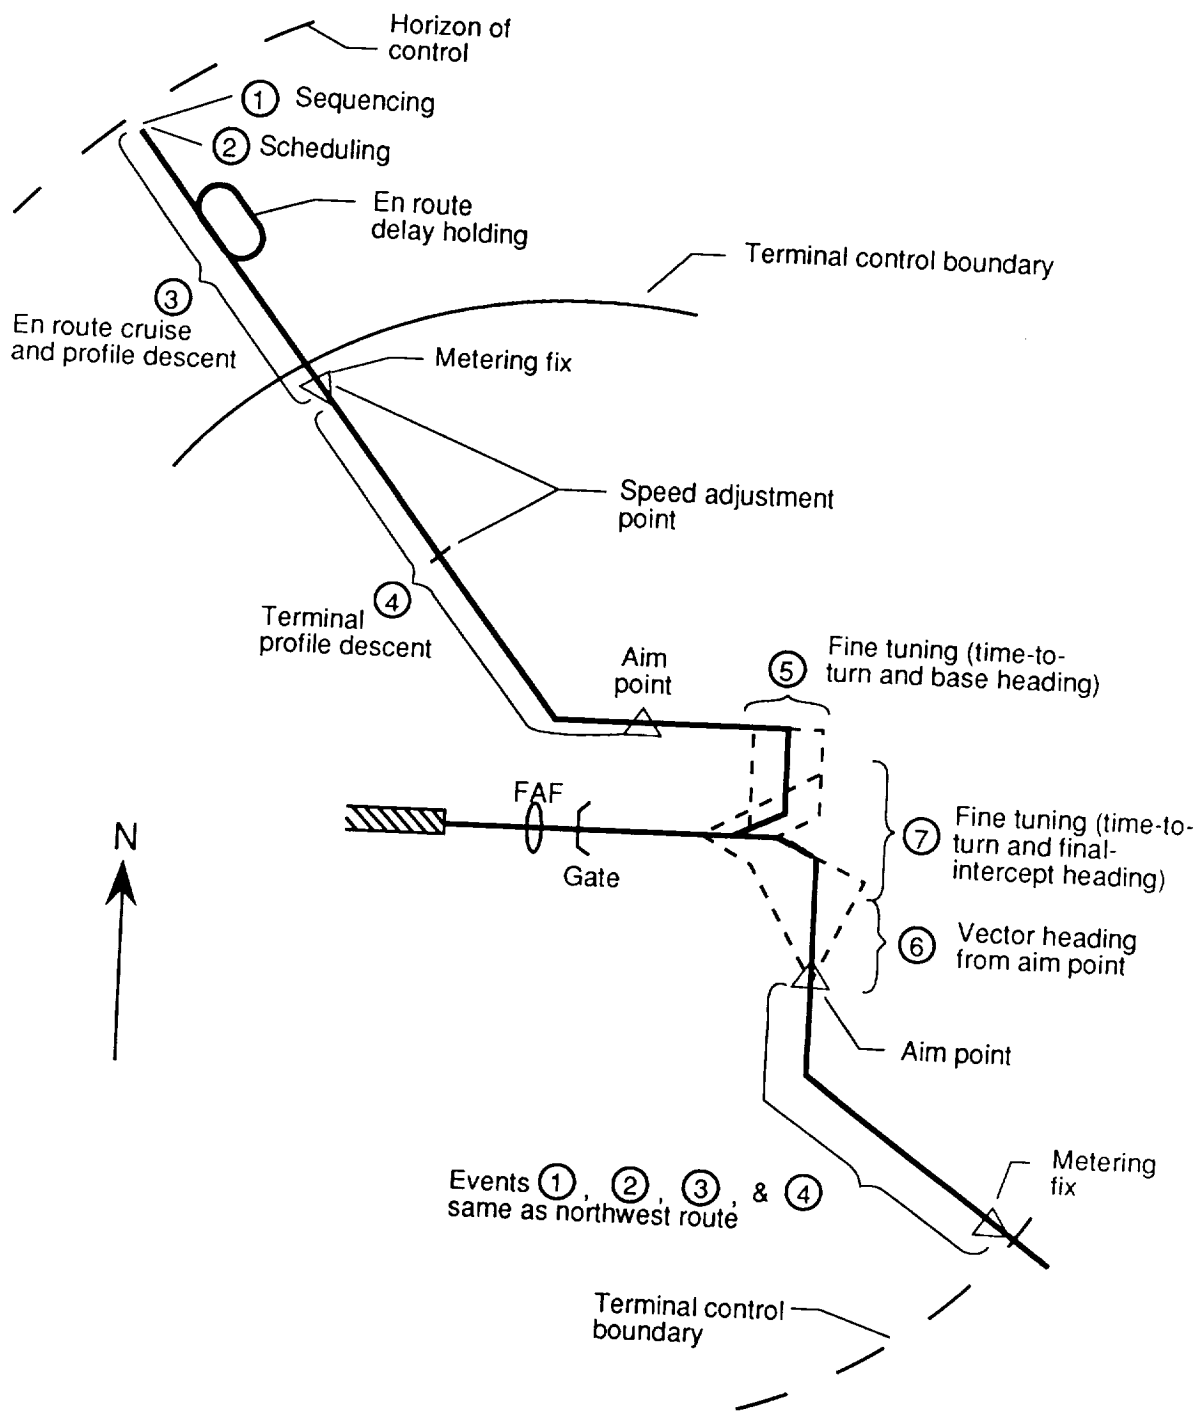 Horizon of
control
1 Sequencing
2 Scheduling
En route
delay holding
Terminal control boundary
3
En route cruise
and profile descent
Metering fix
Speed adjustment
point
4
Terminal
profile descent
Aim
point
5
Fine tuning (time-to-
turn and base heading)
FAF
Gate
N
7
Fine tuning (time-to-
turn and final-
intercept heading)
6
Vector heading
from aim point
Aim point
Events 1, 2, 3, & 4
same as northwest route
Metering
fix
Terminal control
boundary